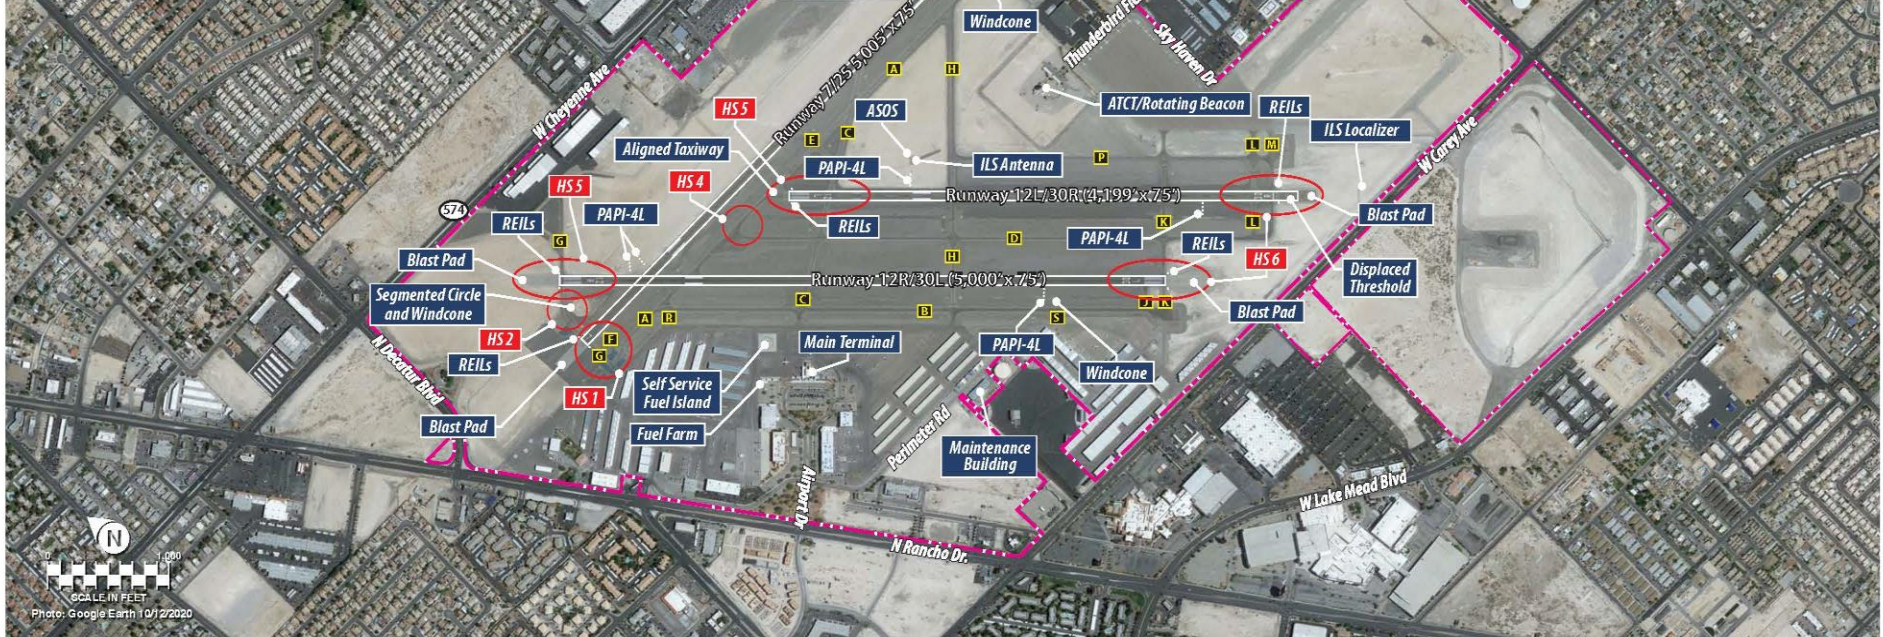 Windcone
Thunderbird Fie
Sky Haven Dr
W Cheyenne Ave
Runway 7/25 5,005' x 75'
A
H
HS 5
ASOS
ATCT/Rotating Beacon
REILs
ILS Localizer
W Carey Ave
E
C
Aligned Taxiway
PAPI-4L
ILS Antenna
P
L
M
HS 5
HS 4
Runway 12L/30R (4,199' x 75')
574
REILs
PAPI-4L
REILs
K
L
Blast Pad
G
D
PAPI-4L
REILs
Blast Pad
H
HS 6
Runway 12R/30L (5,000' x 75')
Displaced
Threshold
Segmented Circle
and Windcone
C
J
K
Blast Pad
A
B
B
S
HS 2
F
G
REILs
Main Terminal
PAPI-4L
N Decatur Blvd
Windcone
Self Service
Fuel Island
HS 1
Blast Pad
Fuel Farm
Perimeter Rd
Maintenance
Building
Airport Dr
W Lake Mead Blvd
N Rancho Dr.
N
0
1,000
SCALE IN FEET
Photo: Google Earth 10/12/2020